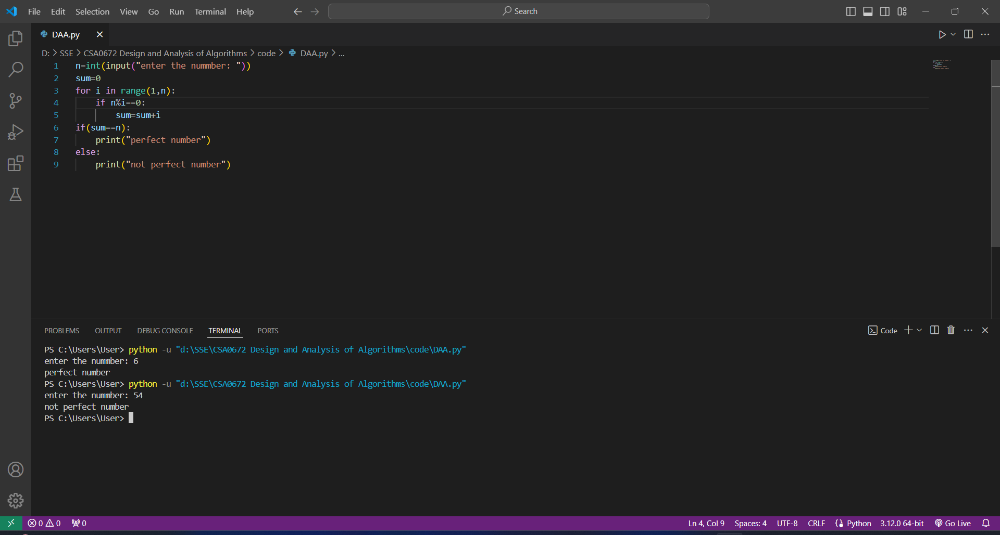 File Edit Selection View Go Run Terminal Help
Search
DAA.py
D: > SSE > CSA0672 Design and Analysis of Algorithms > code > DAA.py > ...
1 n=int(input("enter the nummber: "))
2 sum=0
3 for i in range(1,n):
4 if n%i==0:
5 sum=sum+i
6 if(sum==n):
7 print("perfect number")
8 else:
9 print("not perfect number")
PROBLEMS OUTPUT DEBUG CONSOLE TERMINAL PORTS
Code
PS C:\Users\User> python -u "d:\SSE\CSA0672 Design and Analysis of Algorithms\code\DAA.py"
enter the nummber: 6
perfect number
PS C:\Users\User> python -u "d:\SSE\CSA0672 Design and Analysis of Algorithms\code\DAA.py"
enter the nummber: 54
not perfect number
PS C:\Users\User>
0 0 0 Ln 4, Col 9 Spaces: 4 UTF-8 CRLF Python 3.12.0 64-bit Go Live